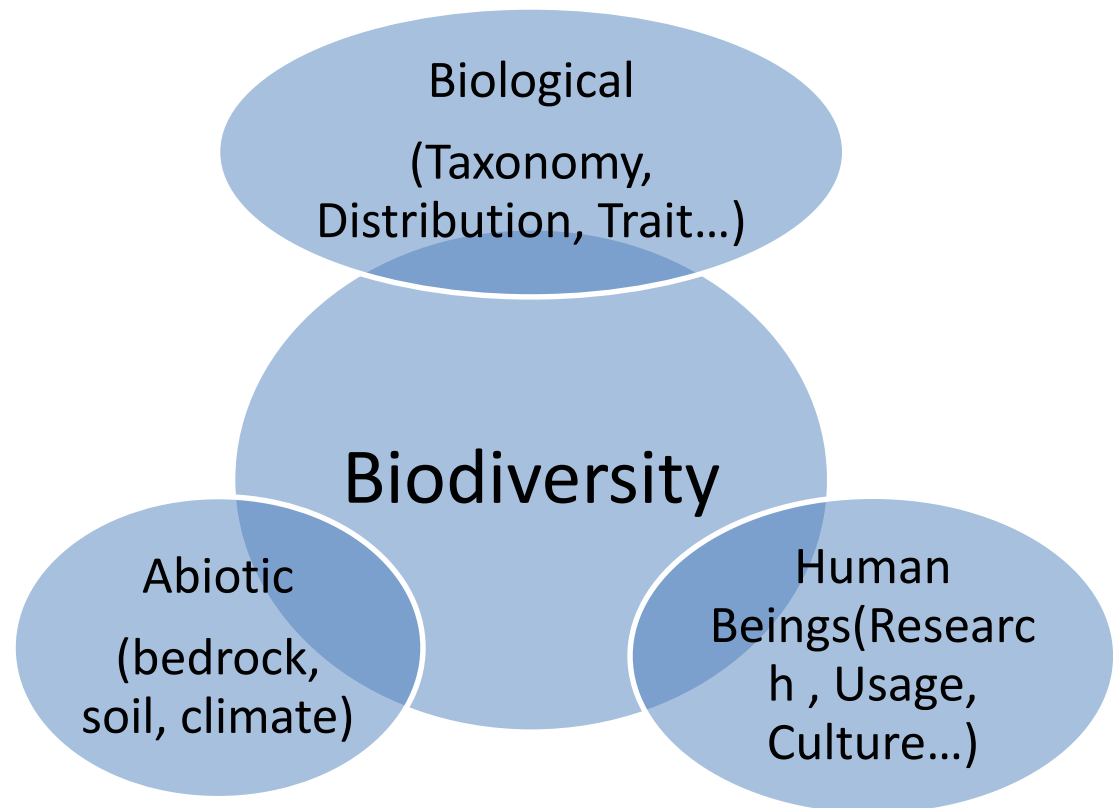 Biological
(Taxonomy,
Distribution, Trait…)
Biodiversity
Abiotic
(bedrock,
soil, climate)
Human
Beings(Researc
h , Usage,
Culture…)